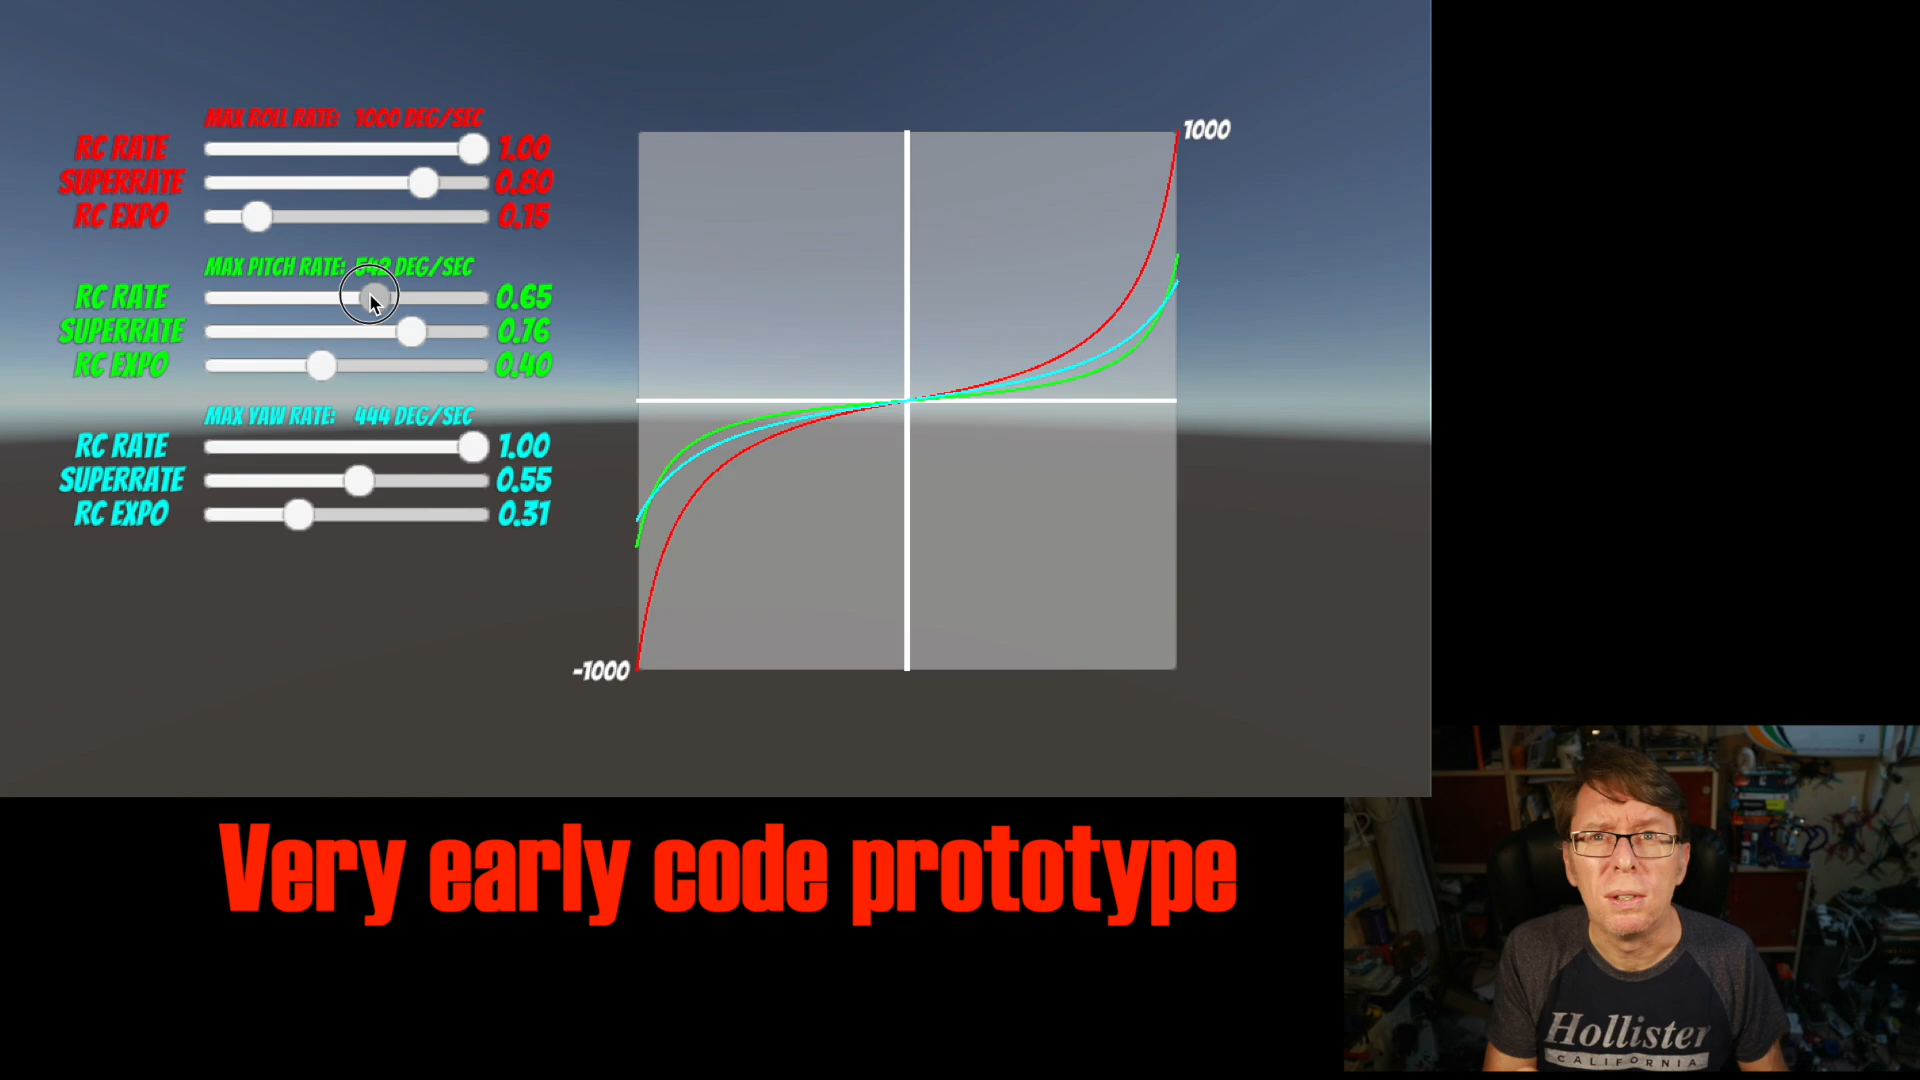 MAX ROLL RATE: 1000 DEG/SEC
RC RATE 1.00
SUPERRATE 0.80
RC EXPO 0.15
MAX PITCH RATE: 542 DEG/SEC
RC RATE 0.65
SUPERRATE 0.76
RC EXPO 0.40
MAX YAW RATE: 444 DEG/SEC
RC RATE 1.00
SUPERRATE 0.55
RC EXPO 0.31
1000
-1000
Very early code prototype
Hollister
CALIFORNIA